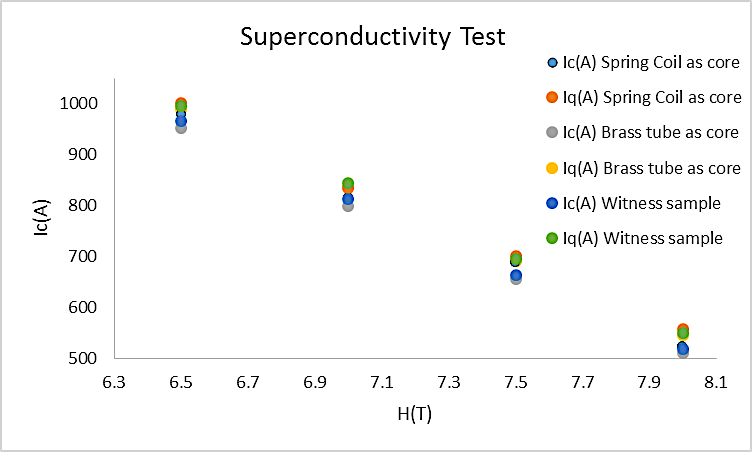 Superconductivity Test
Ic(A) Spring Coil as core
Iq(A) Spring Coil as core
Ic(A) Brass tube as core
Iq(A) Brass tube as core
Ic(A) Witness sample
Iq(A) Witness sample
Ic(A)
1000
900
800
700
600
500
6.3 6.5 6.7 6.9 7.1 7.3 7.5 7.7 7.9 8.1
H(T)